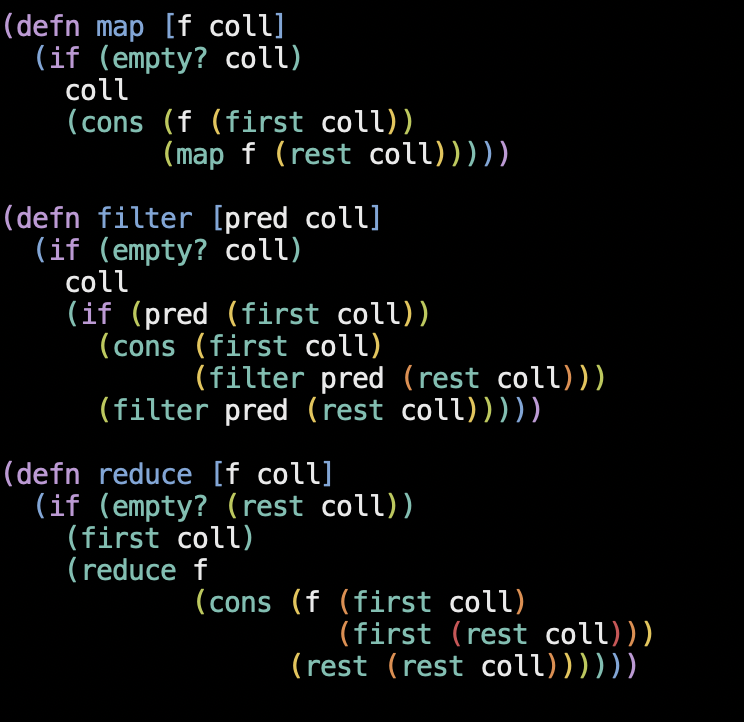 (defn map [f coll]
  (if (empty? coll)
    coll
    (cons (f (first coll))
          (map f (rest coll)))))

(defn filter [pred coll]
  (if (empty? coll)
    coll
    (if (pred (first coll))
      (cons (first coll)
            (filter pred (rest coll)))
      (filter pred (rest coll)))))

(defn reduce [f coll]
  (if (empty? (rest coll))
    (first coll)
    (reduce f
            (cons (f (first coll)
                     (first (rest coll)))
                  (rest (rest coll))))))